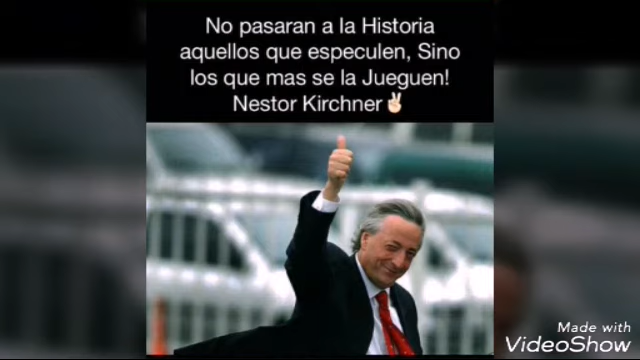 No pasaran a la Historia
aquellos que especulen, Sino
los que mas se la Jueguen!
Nestor Kirchner✌🏻
Made with
VideoShow